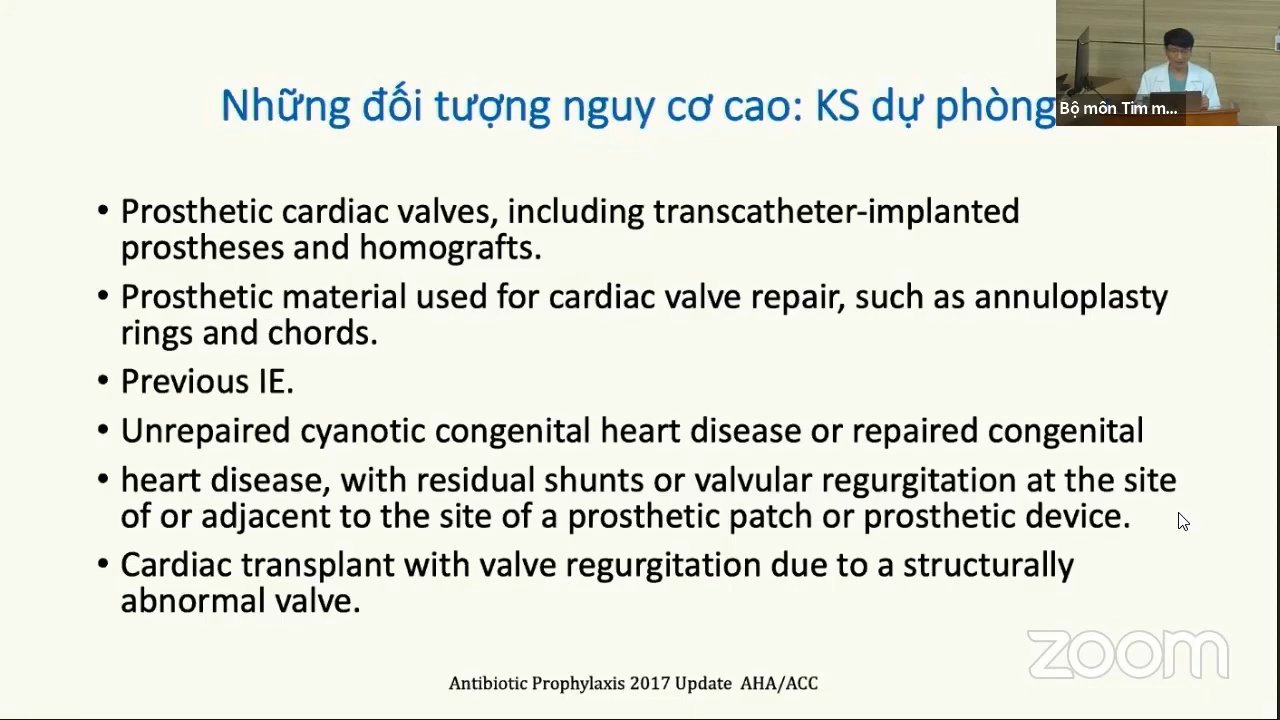 Những đối tượng nguy cơ cao: KS dự phòng
Bộ môn Tim m...
• Prosthetic cardiac valves, including transcatheter-implanted
prostheses and homografts.
• Prosthetic material used for cardiac valve repair, such as annuloplasty
rings and chords.
• Previous IE.
• Unrepaired cyanotic congenital heart disease or repaired congenital
• heart disease, with residual shunts or valvular regurgitation at the site
of or adjacent to the site of a prosthetic patch or prosthetic device.
• Cardiac transplant with valve regurgitation due to a structurally
abnormal valve.
zoom
Antibiotic Prophylaxis 2017 Update AHA/ACC